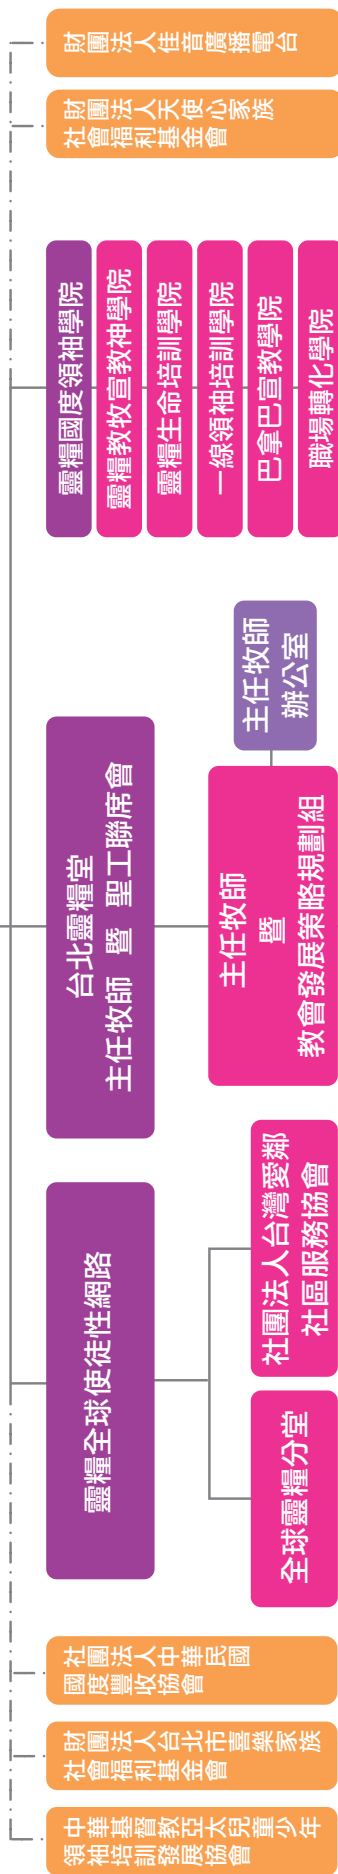 中華基督教亞太兒童少年
領袖培訓發展協會
財團法人台北市喜樂家族
社會福利基金會
社團法人中華民國
國度豐收協會
靈糧全球使徒性網路
全球靈糧分堂
社團法人台灣愛鄰
社區服務協會
台北靈糧堂
主任牧師 暨 聖工聯席會
主任牧師
暨
教會發展策略規劃組
主任牧師
辦公室
靈糧國度領袖學院
靈糧教牧宣教神學院
靈糧生命培訓學院
一線領袖培訓學院
巴拿巴宣教學院
職場轉化學院
財團法人天使心家族
社會福利基金會
財團法人佳音廣播電台